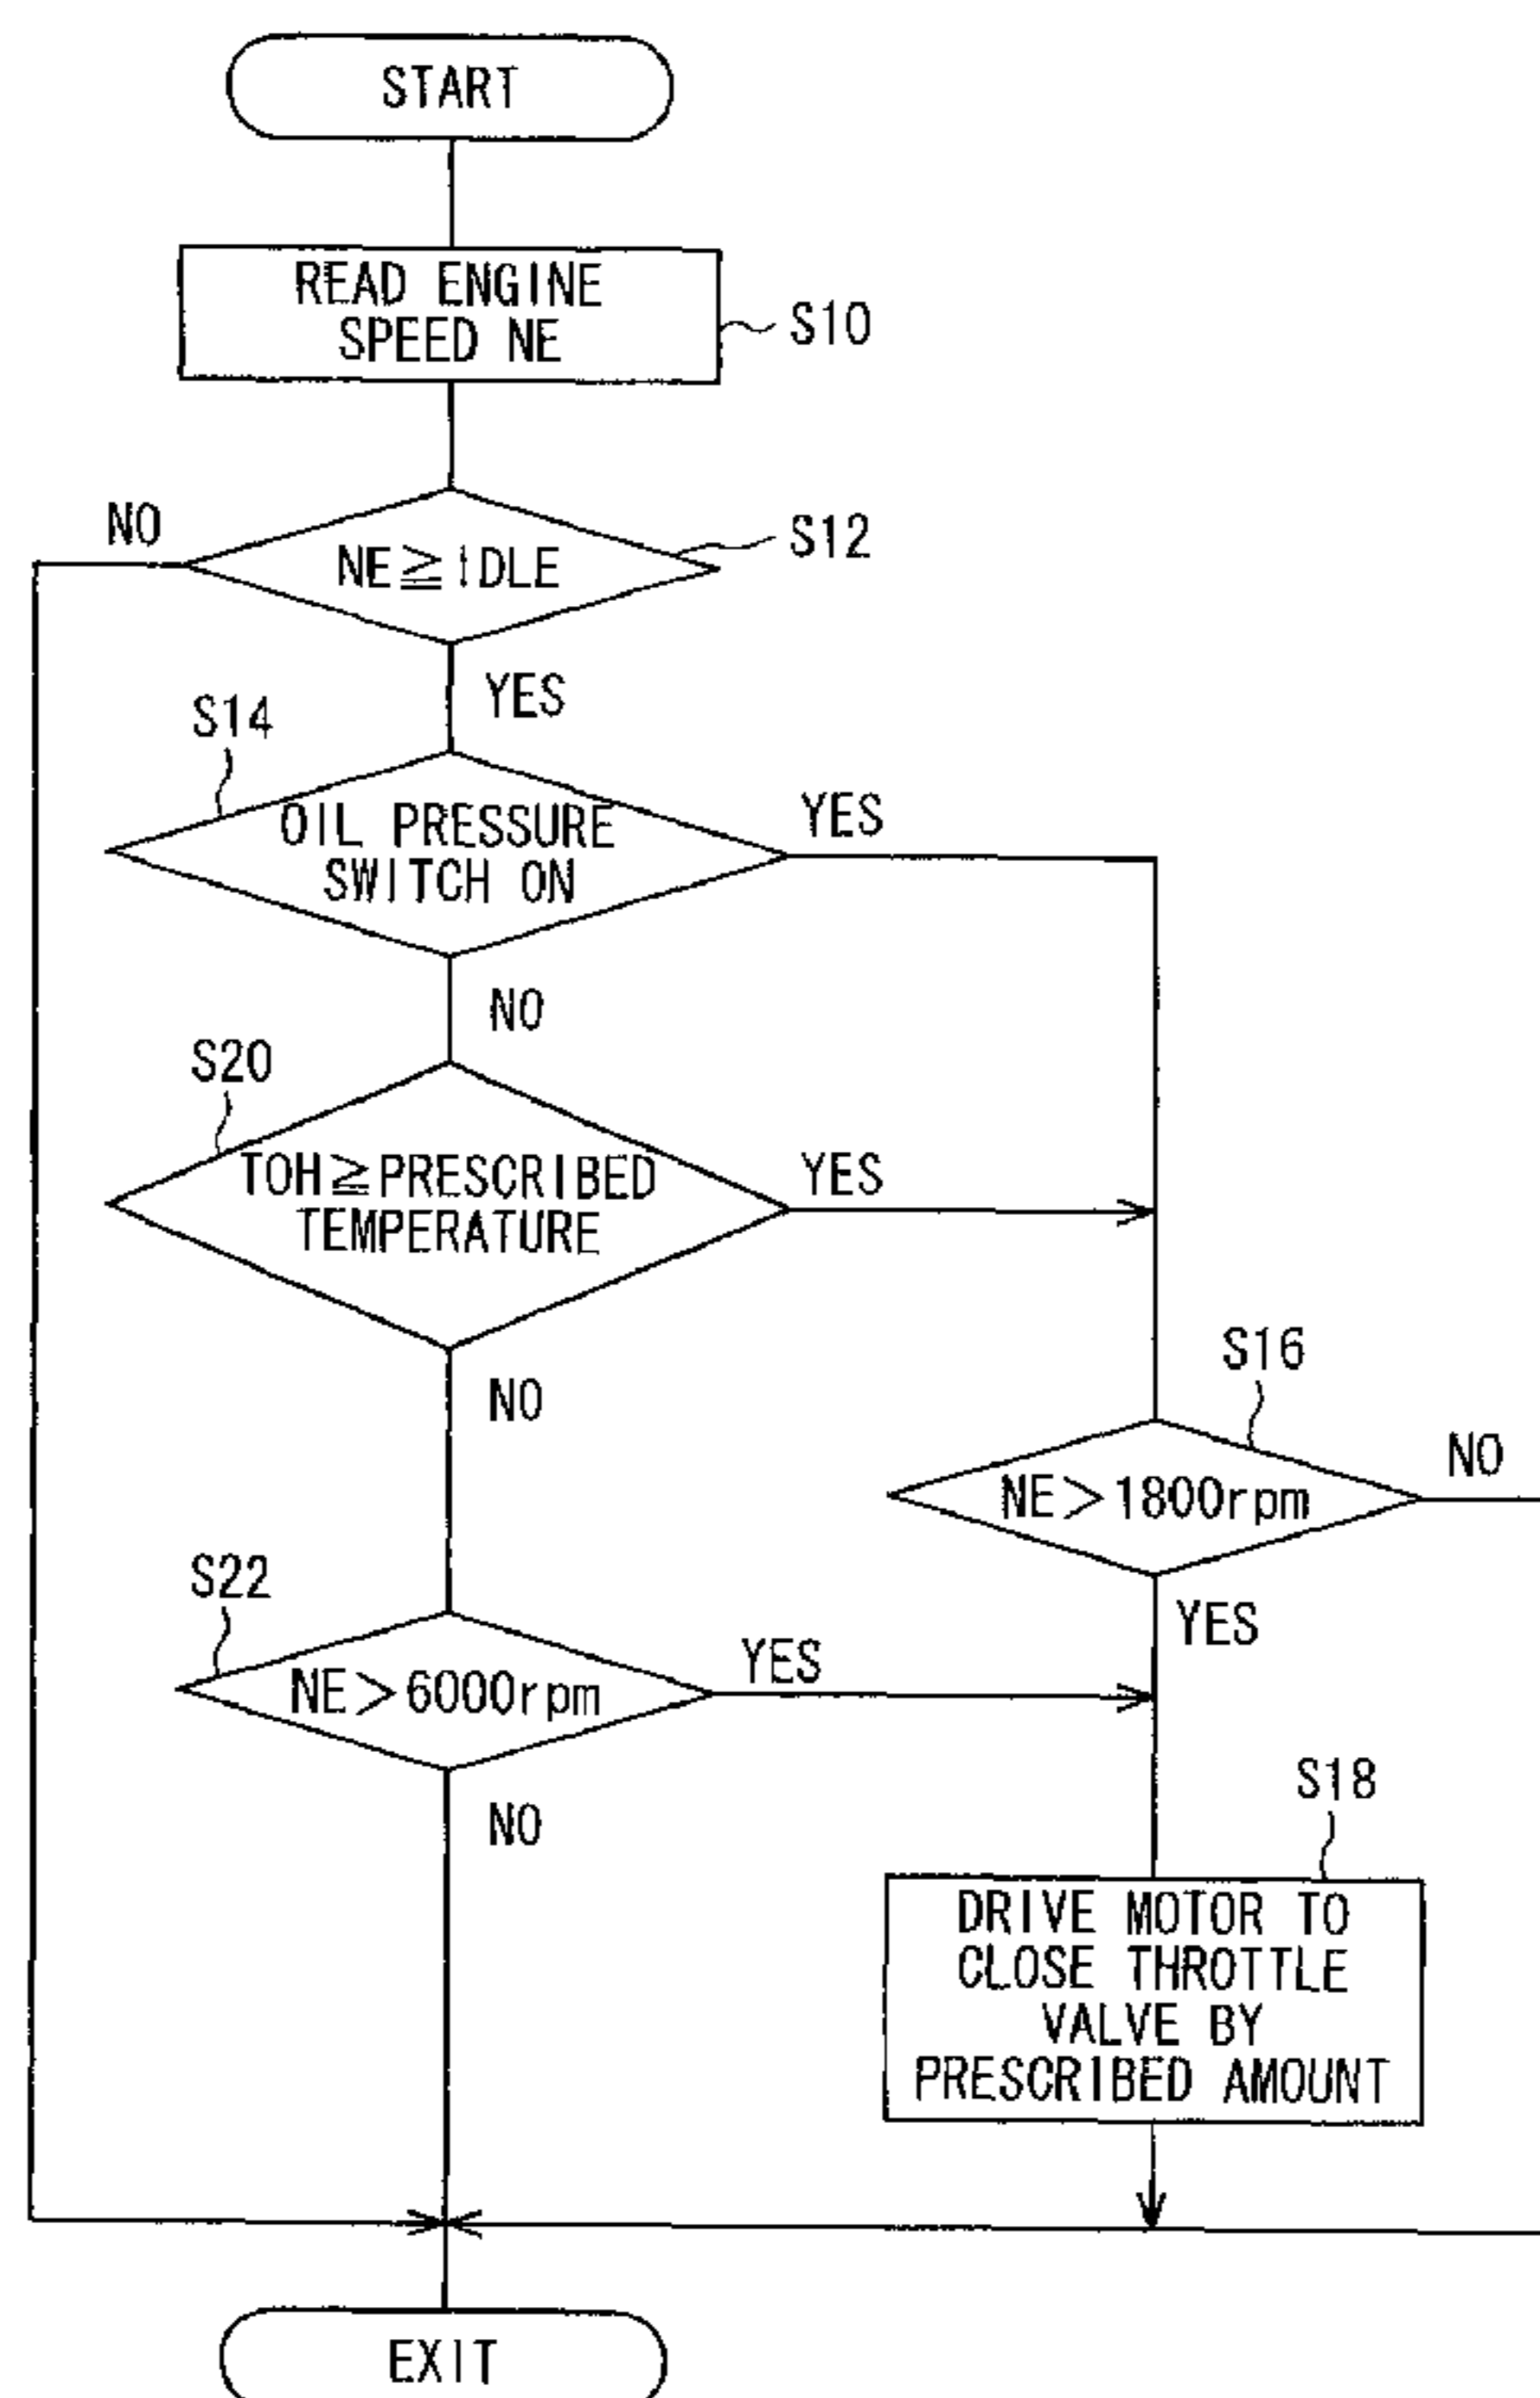 START
READ ENGINE
SPEED NE
S10
NO
NE≧IDLE
S12
YES
S14
OIL PRESSURE
SWITCH ON
YES
NO
S20
TOH≧PRESCRIBED
TEMPERATURE
YES
NO
S16
NE>1800rpm
NO
YES
S22
NE>6000rpm
YES
NO
S18
DRIVE MOTOR TO
CLOSE THROTTLE
VALVE BY
PRESCRIBED AMOUNT
EXIT